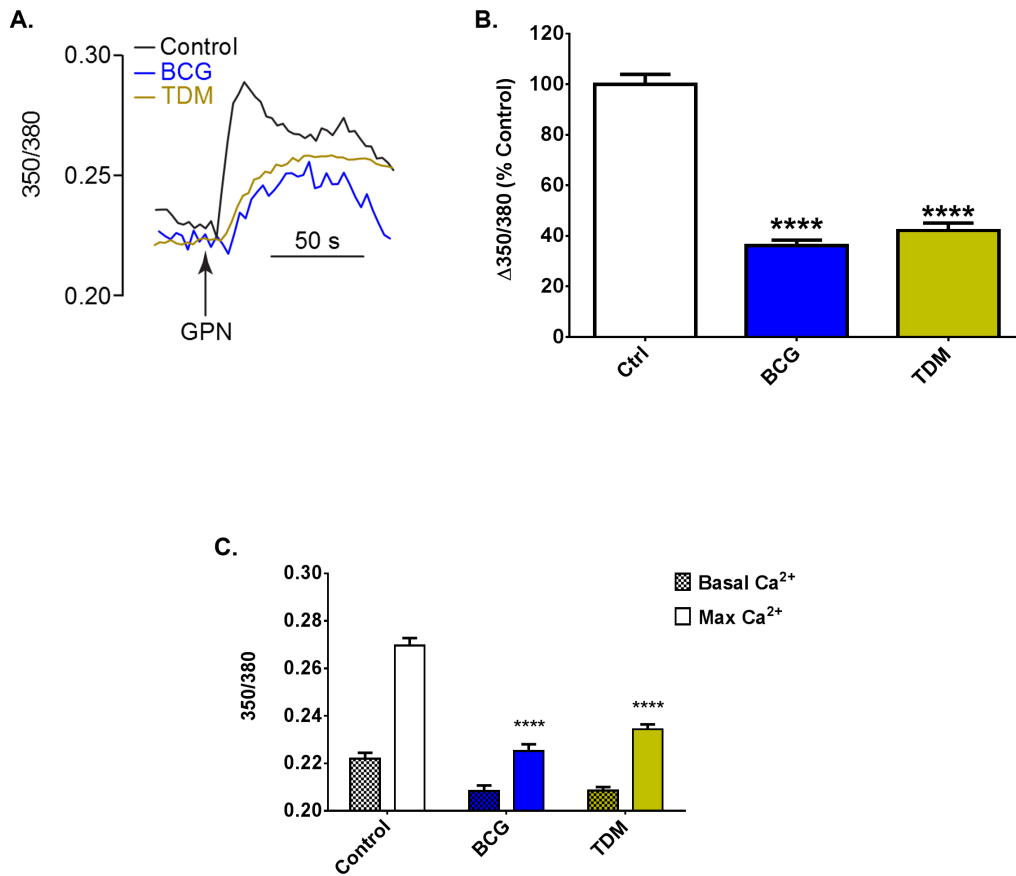 A.
Control
BCG
TDM
0.30
0.25
0.20
350/380
50 s
GPN
B.
120
100
80
60
40
20
0
Δ350/380 (% Control)
****
****
Ctrl
BCG
TDM
C.
0.30
0.28
0.26
0.24
0.22
0.20
350/380
Basal Ca²⁺
Max Ca²⁺
****
****
Control
BCG
TDM